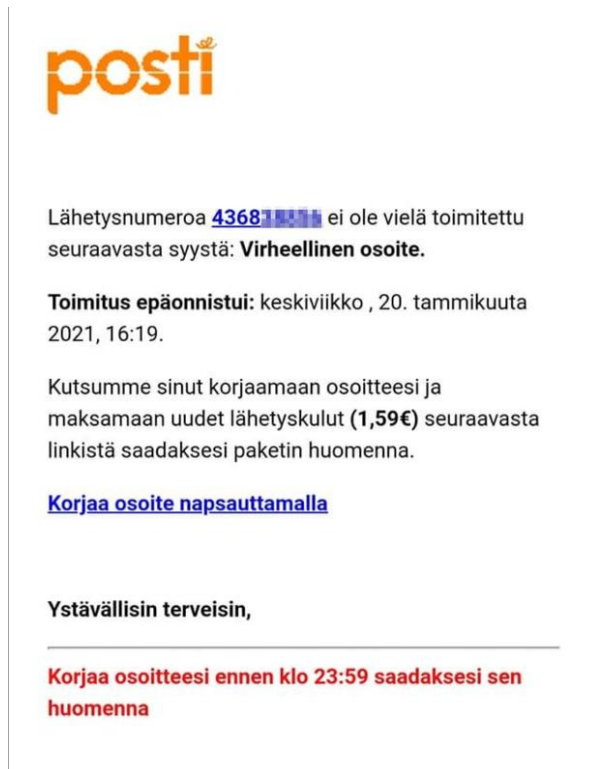 posti
Lähetysnumeroa 4368 ei ole vielä toimitettu
seuraavasta syystä: Virheellinen osoite.
Toimitus epäonnistui: keskiviikko , 20. tammikuuta
2021, 16:19.
Kutsumme sinut korjaamaan osoitteesi ja
maksamaan uudet lähetyskulut (1,59€) seuraavasta
linkistä saadaksesi paketin huomenna.
Korjaa osoite napsauttamalla
Ystävällisin terveisin,
Korjaa osoitteesi ennen klo 23:59 saadaksesi sen
huomenna